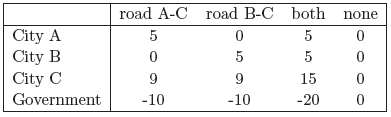 road A-C road B-C both none
City A 5 0 5 0
City B 0 5 5 0
City C 9 9 15 0
Government -10 -10 -20 0